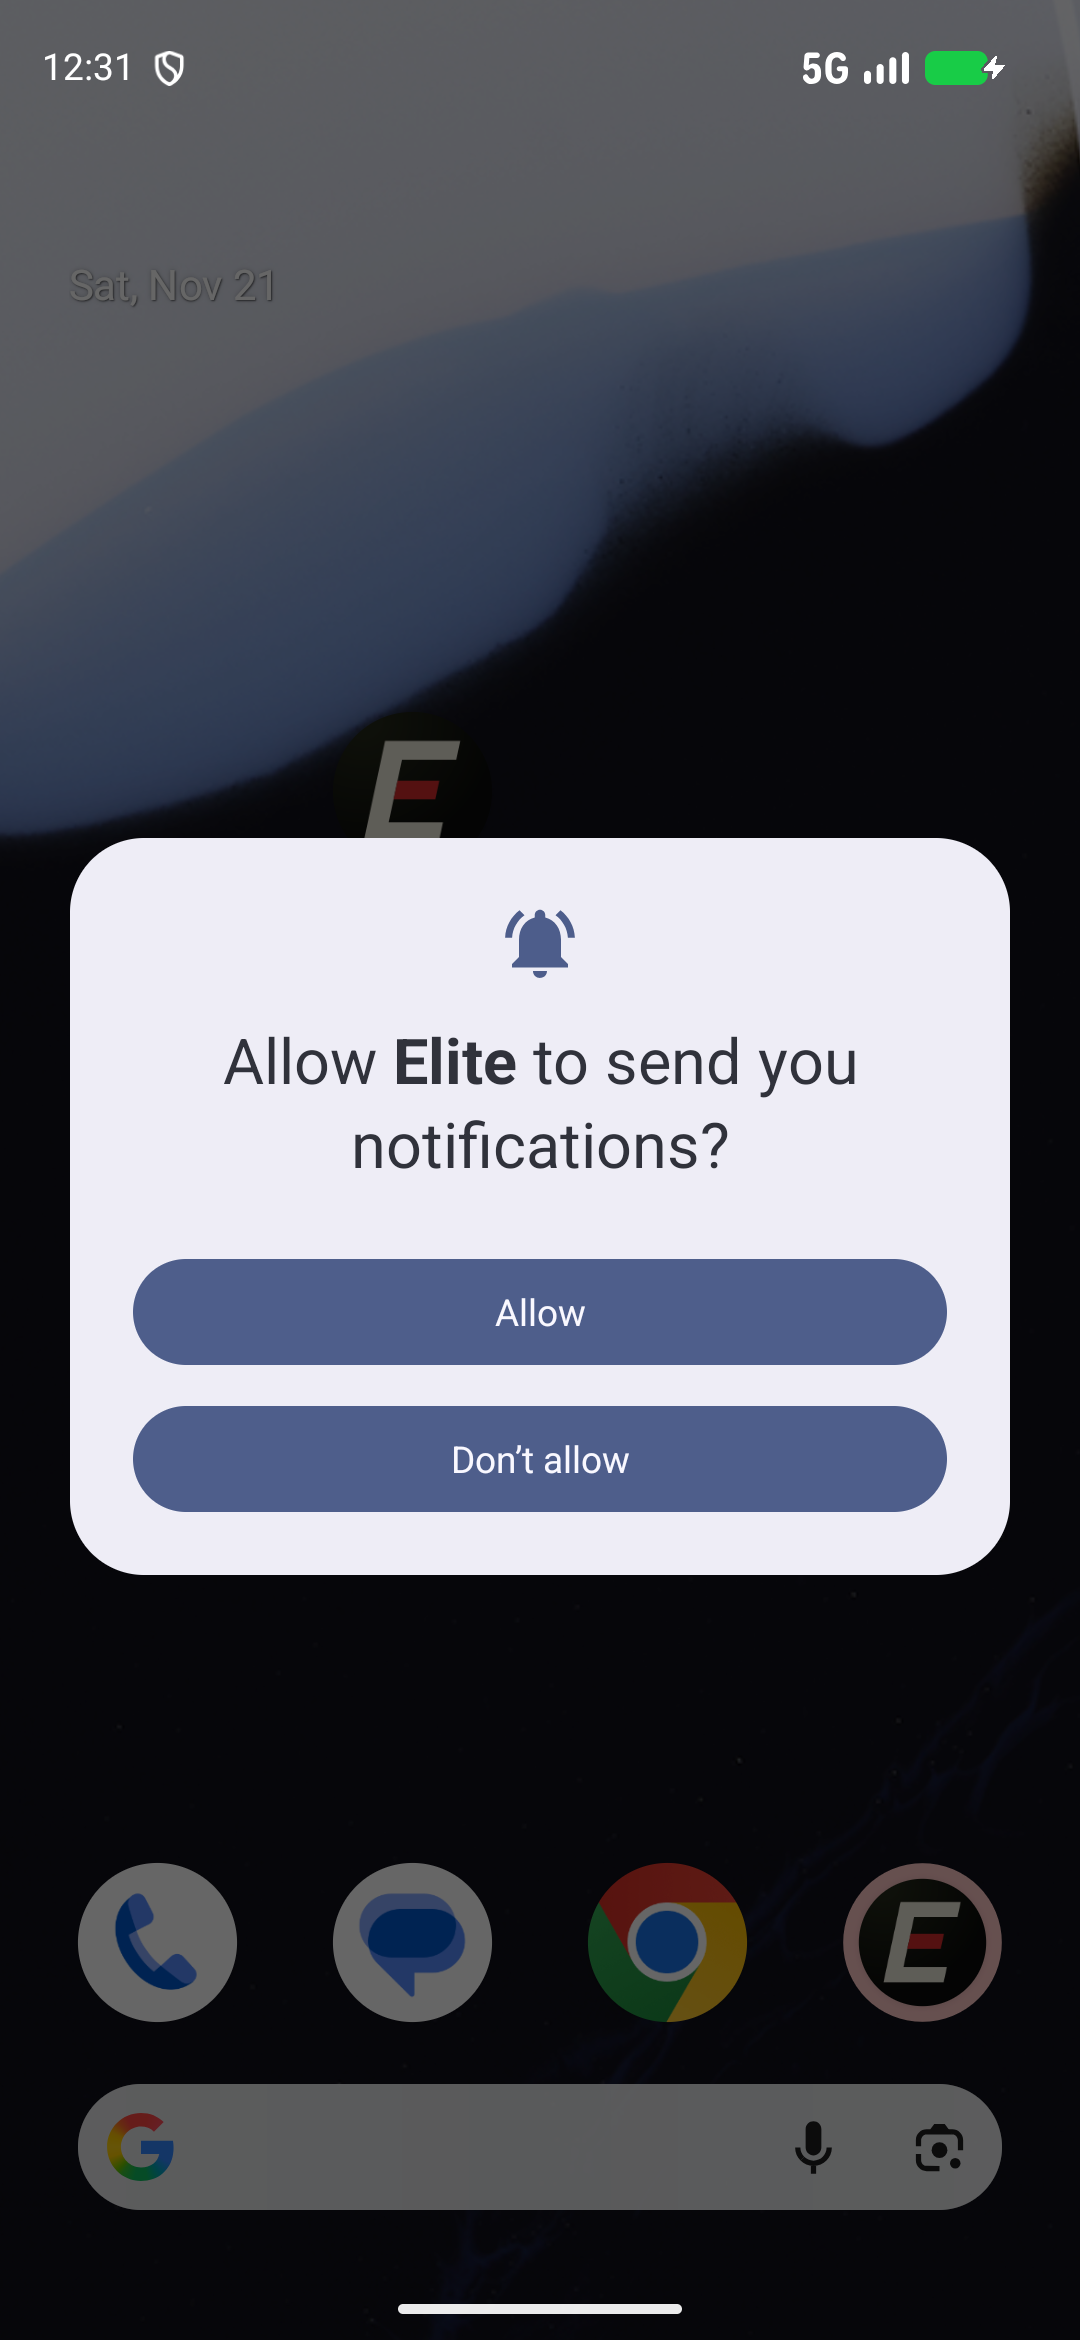 12:31
5G
Sat, Nov 21
E
Allow Elite to send you
notifications?
Allow
Don’t allow
E
G